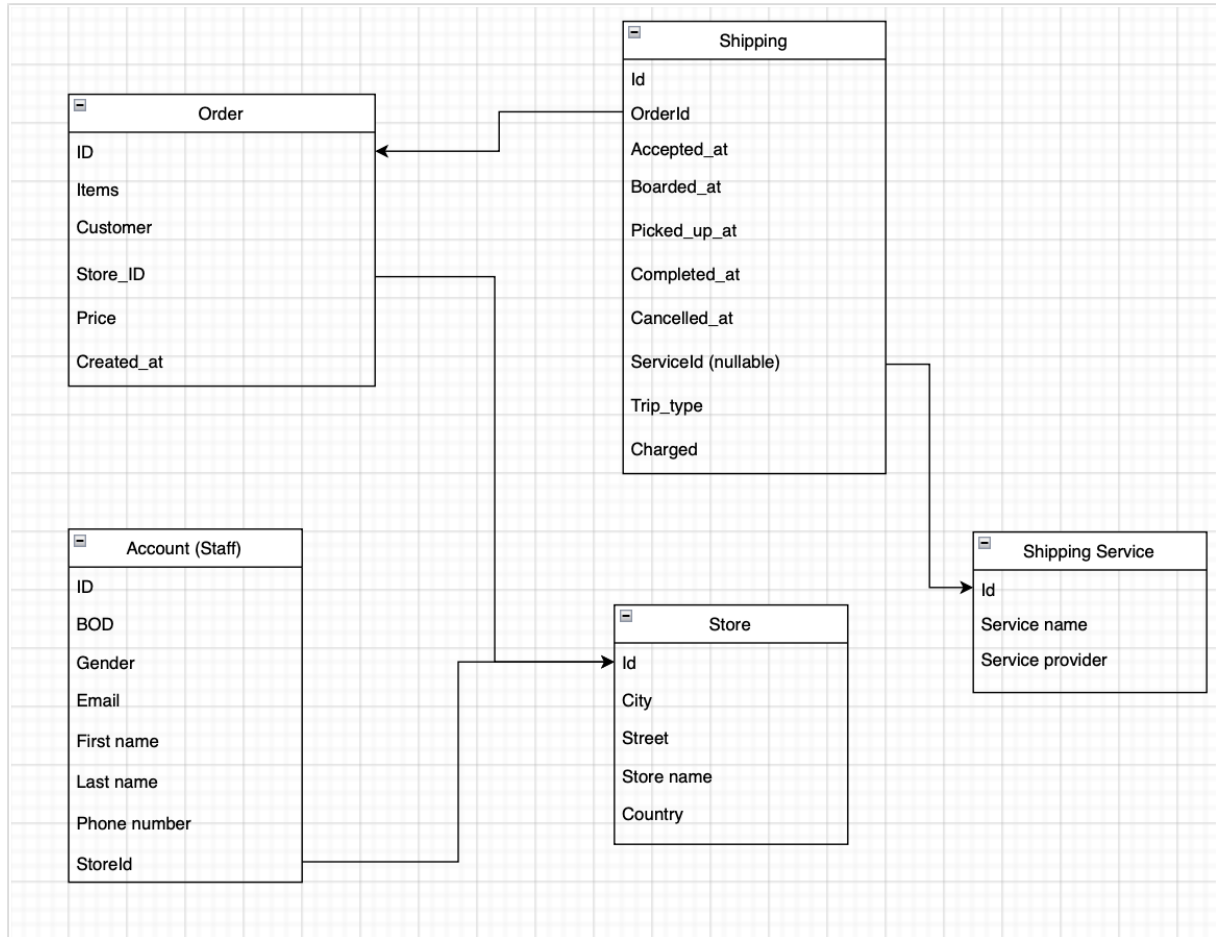 Order
ID
Items
Customer
Store_ID
Price
Created_at
Shipping
Id
OrderId
Accepted_at
Boarded_at
Picked_up_at
Completed_at
Cancelled_at
ServiceId (nullable)
Trip_type
Charged
Account (Staff)
ID
BOD
Gender
Email
First name
Last name
Phone number
StoreId
Store
Id
City
Street
Store name
Country
Shipping Service
Id
Service name
Service provider